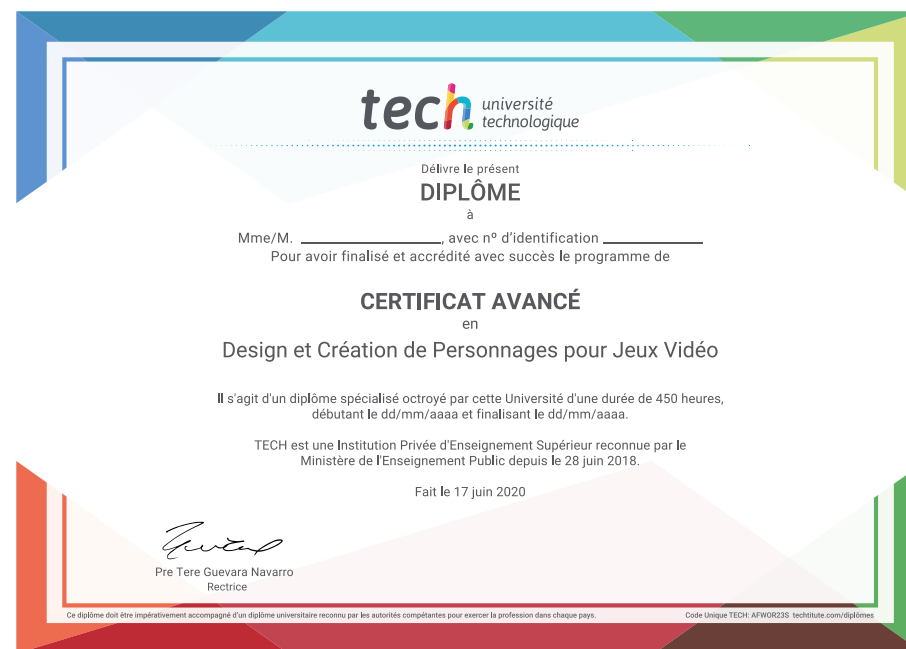 tech université
technologique
Délivre le présent
DIPLÔME
à
Mme/M. ____________________, avec nº d'identification ______________
Pour avoir finalisé et accrédité avec succès le programme de
CERTIFICAT AVANCÉ
en
Design et Création de Personnages pour Jeux Vidéo
Il s'agit d'un diplôme spécialisé octroyé par cette Université d'une durée de 450 heures,
débutant le dd/mm/aaaa et finalisant le dd/mm/aaaa.
TECH est une Institution Privée d'Enseignement Supérieur reconnue par le
Ministère de l'Enseignement Public depuis le 28 juin 2018.
Fait le 17 juin 2020
Pre Tere Guevara Navarro
Rectrice
Ce diplôme doit être impérativement accompagné d'un diplôme universitaire reconnu par les autorités compétantes pour exercer la profession dans chaque pays.
Code Unique TECH: AFWOR23S techtitute.com/diplômes